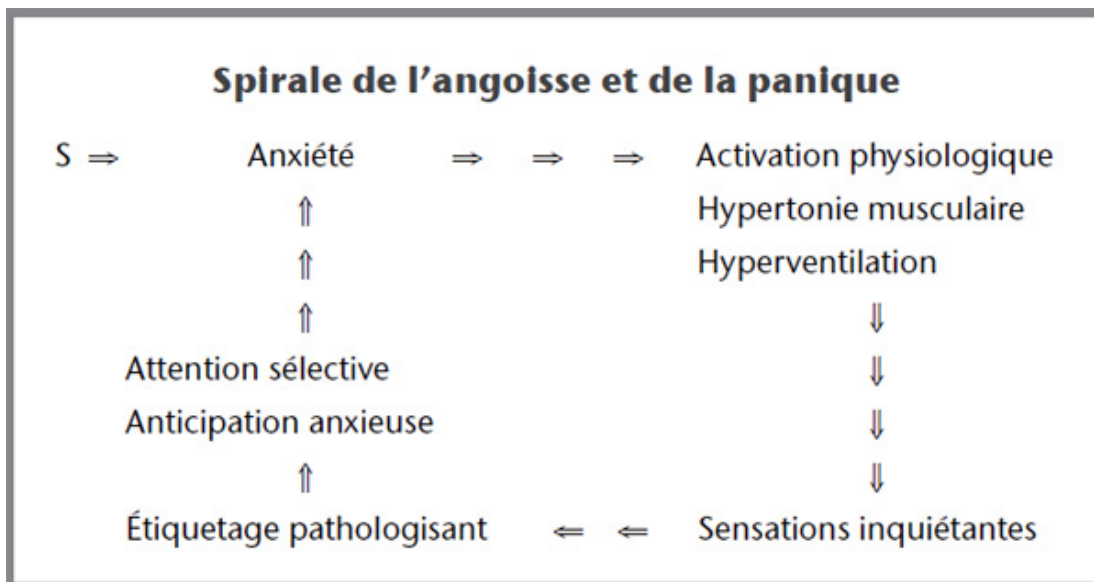 Spirale de l’angoisse et de la panique
S ⇒ Anxiété ⇒ ⇒ ⇒ Activation physiologique
⇑ Hypertonie musculaire
⇑ Hyperventilation
⇑ ⇓
Attention sélective ⇓
Anticipation anxieuse ⇓
⇑ ⇓
Étiquetage pathologisant ⇐ ⇐ Sensations inquiétantes